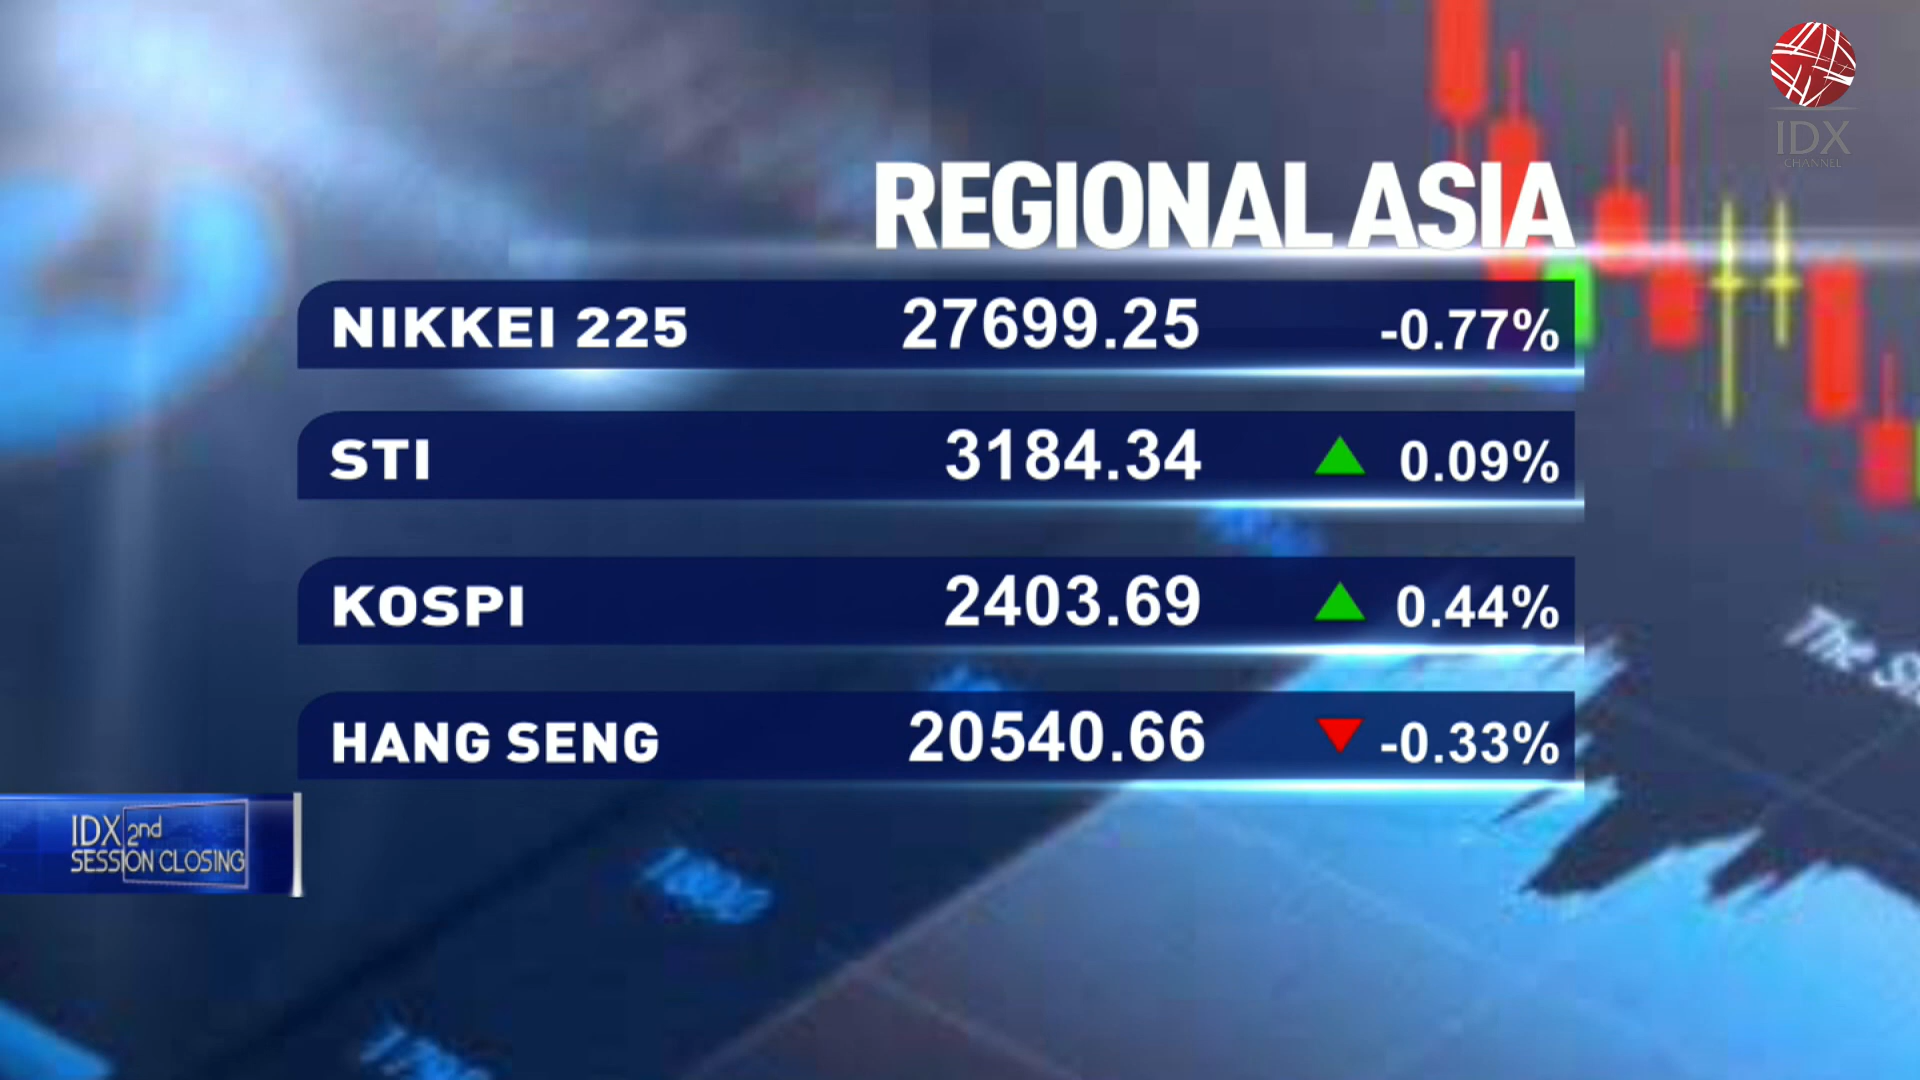 IDX
CHANNEL
REGIONAL ASIA
NIKKEI 225 27699.25 -0.77%
STI 3184.34 ▲ 0.09%
KOSPI 2403.69 ▲ 0.44%
The
HANG SENG 20540.66 ▼ -0.33%
IDX 2nd
SESSION CLOSING